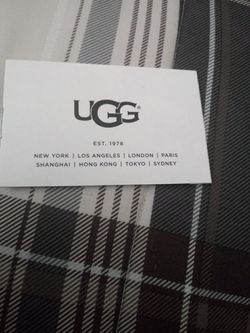 UGG®
EST. 1978
NEW YORK | LOS ANGELES | LONDON | PARIS
SHANGHAI | HONG KONG | TOKYO | SYDNEY